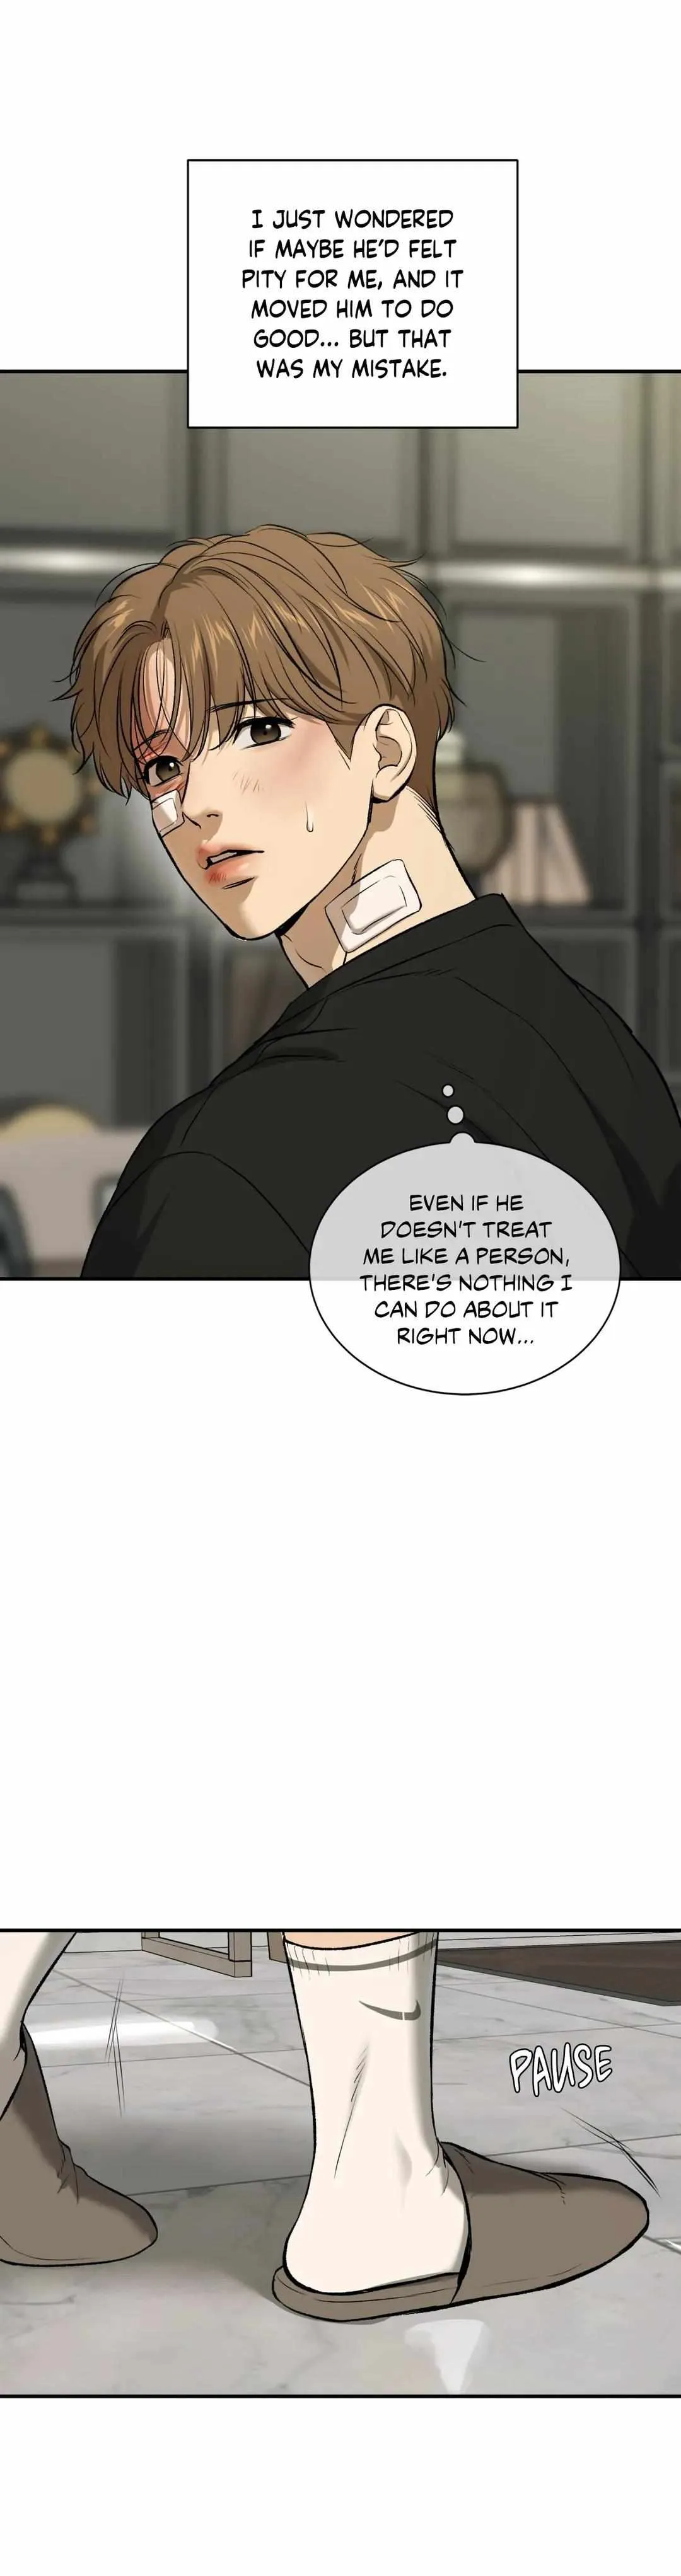 I JUST WONDERED
IF MAYBE HE'D FELT
PITY FOR ME, AND IT
MOVED HIM TO DO
GOOD... BUT THAT
WAS MY MISTAKE.
EVEN IF HE
DOESN'T TREAT
ME LIKE A PERSON,
THERE'S NOTHING I
CAN DO ABOUT IT
RIGHT NOW...
PAUSE